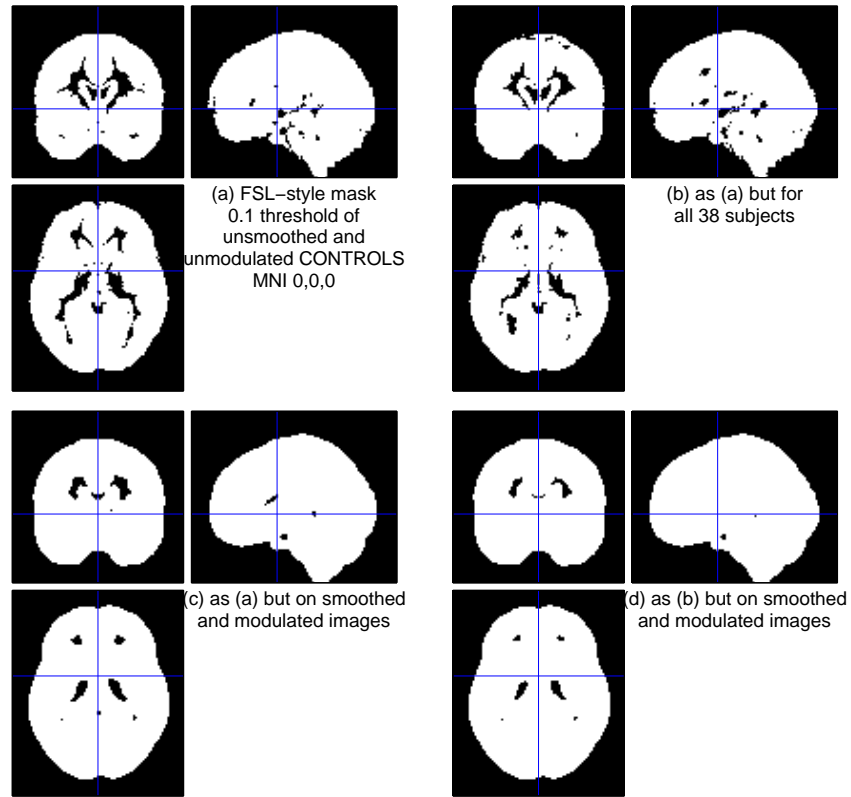 (a) FSL−style mask
0.1 threshold of
unsmoothed and
unmodulated CONTROLS
MNI 0,0,0
(b) as (a) but for
all 38 subjects
(c) as (a) but on smoothed
and modulated images
(d) as (b) but on smoothed
and modulated images